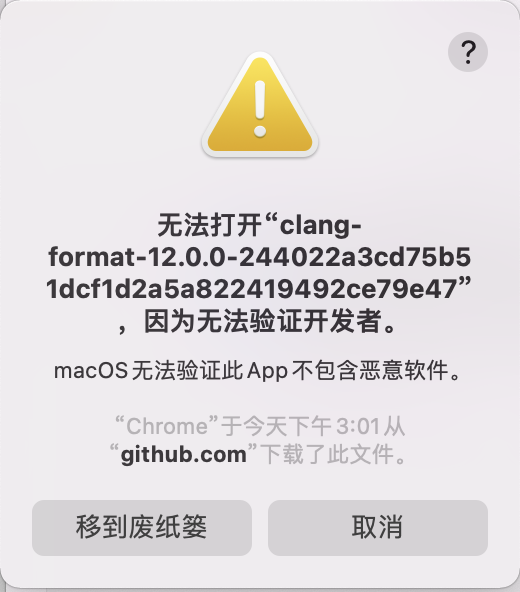 ?
无法打开“clang-
format-12.0.0-244022a3cd75b5
1dcf1d2a5a822419492ce79e47”
，因为无法验证开发者。
macOS 无法验证此 App 不包含恶意软件。
“Chrome”于今天下午 3:01 从
“github.com”下载了此文件。
移到废纸篓
取消